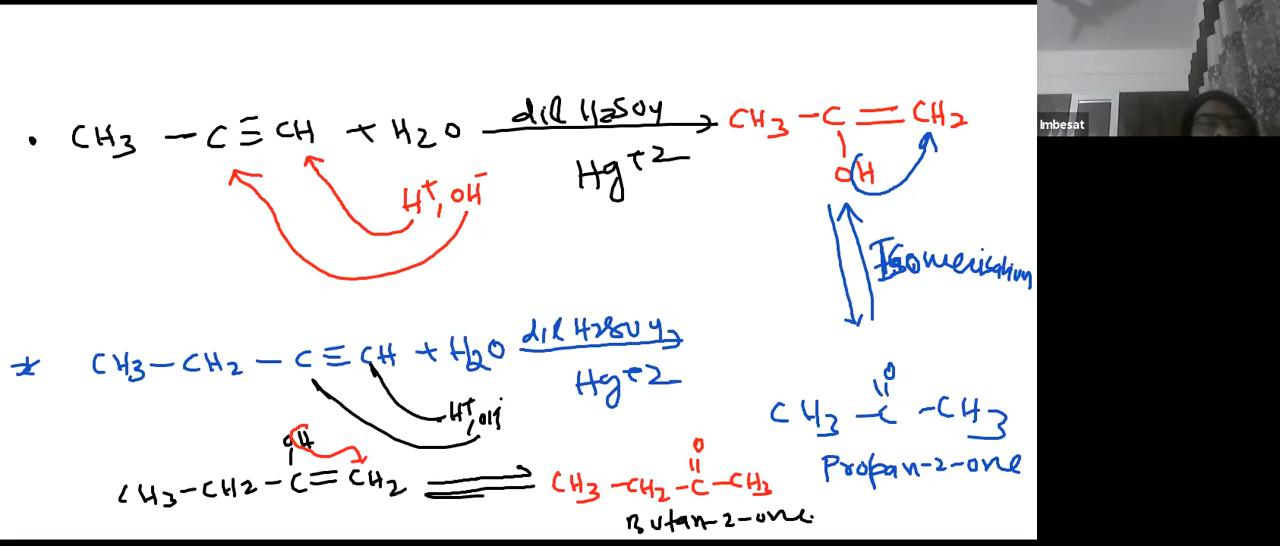 CH3 – C ≡ CH + H2O dil H2SO4 → CH3 – C = CH2
Hg+2
OH
H+, OH-
Isomerisation
* CH3 – CH2 – C ≡ CH + H2O dil H2SO4 →
Hg+2
H+, OH-
O
CH3 – C – CH3
Propan-2-one
OH
CH3 – CH2 – C = CH2 ⇌ CH3 – CH2 – C – CH3
O
Butan-2-one.
Imbesat